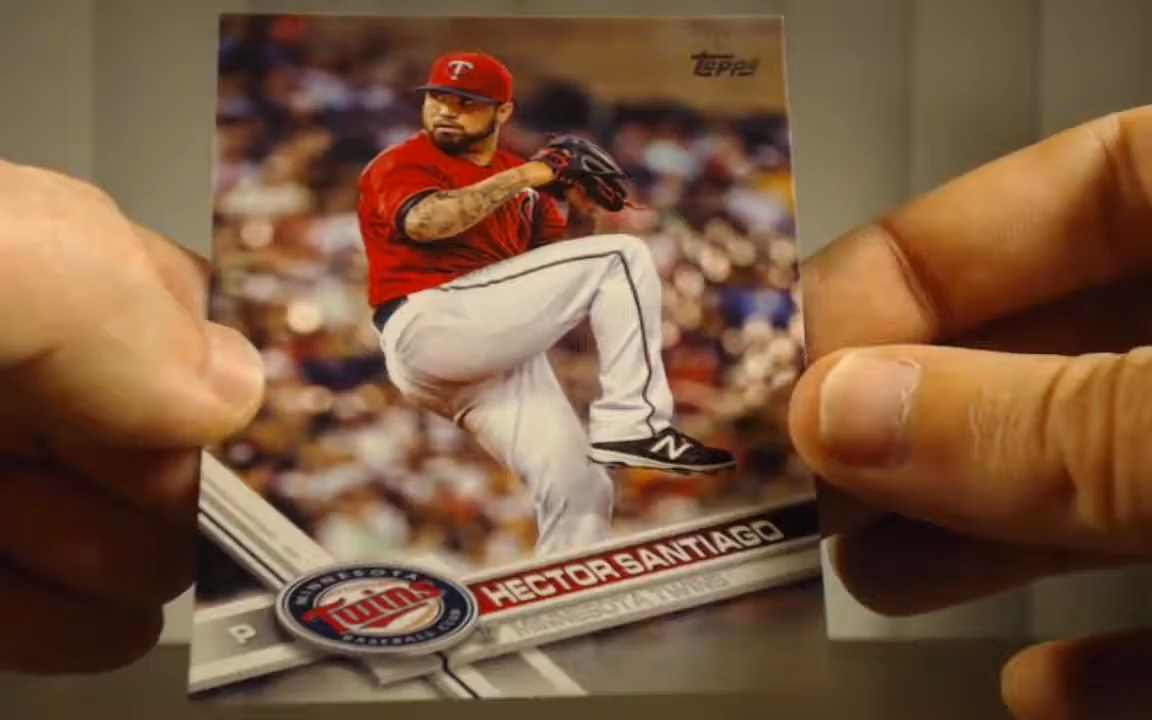 T
TOPPS
N
HECTOR SANTIAGO
MINNESOTA TWINS
MINNESOTA
Twins
BASEBALL CLUB
P